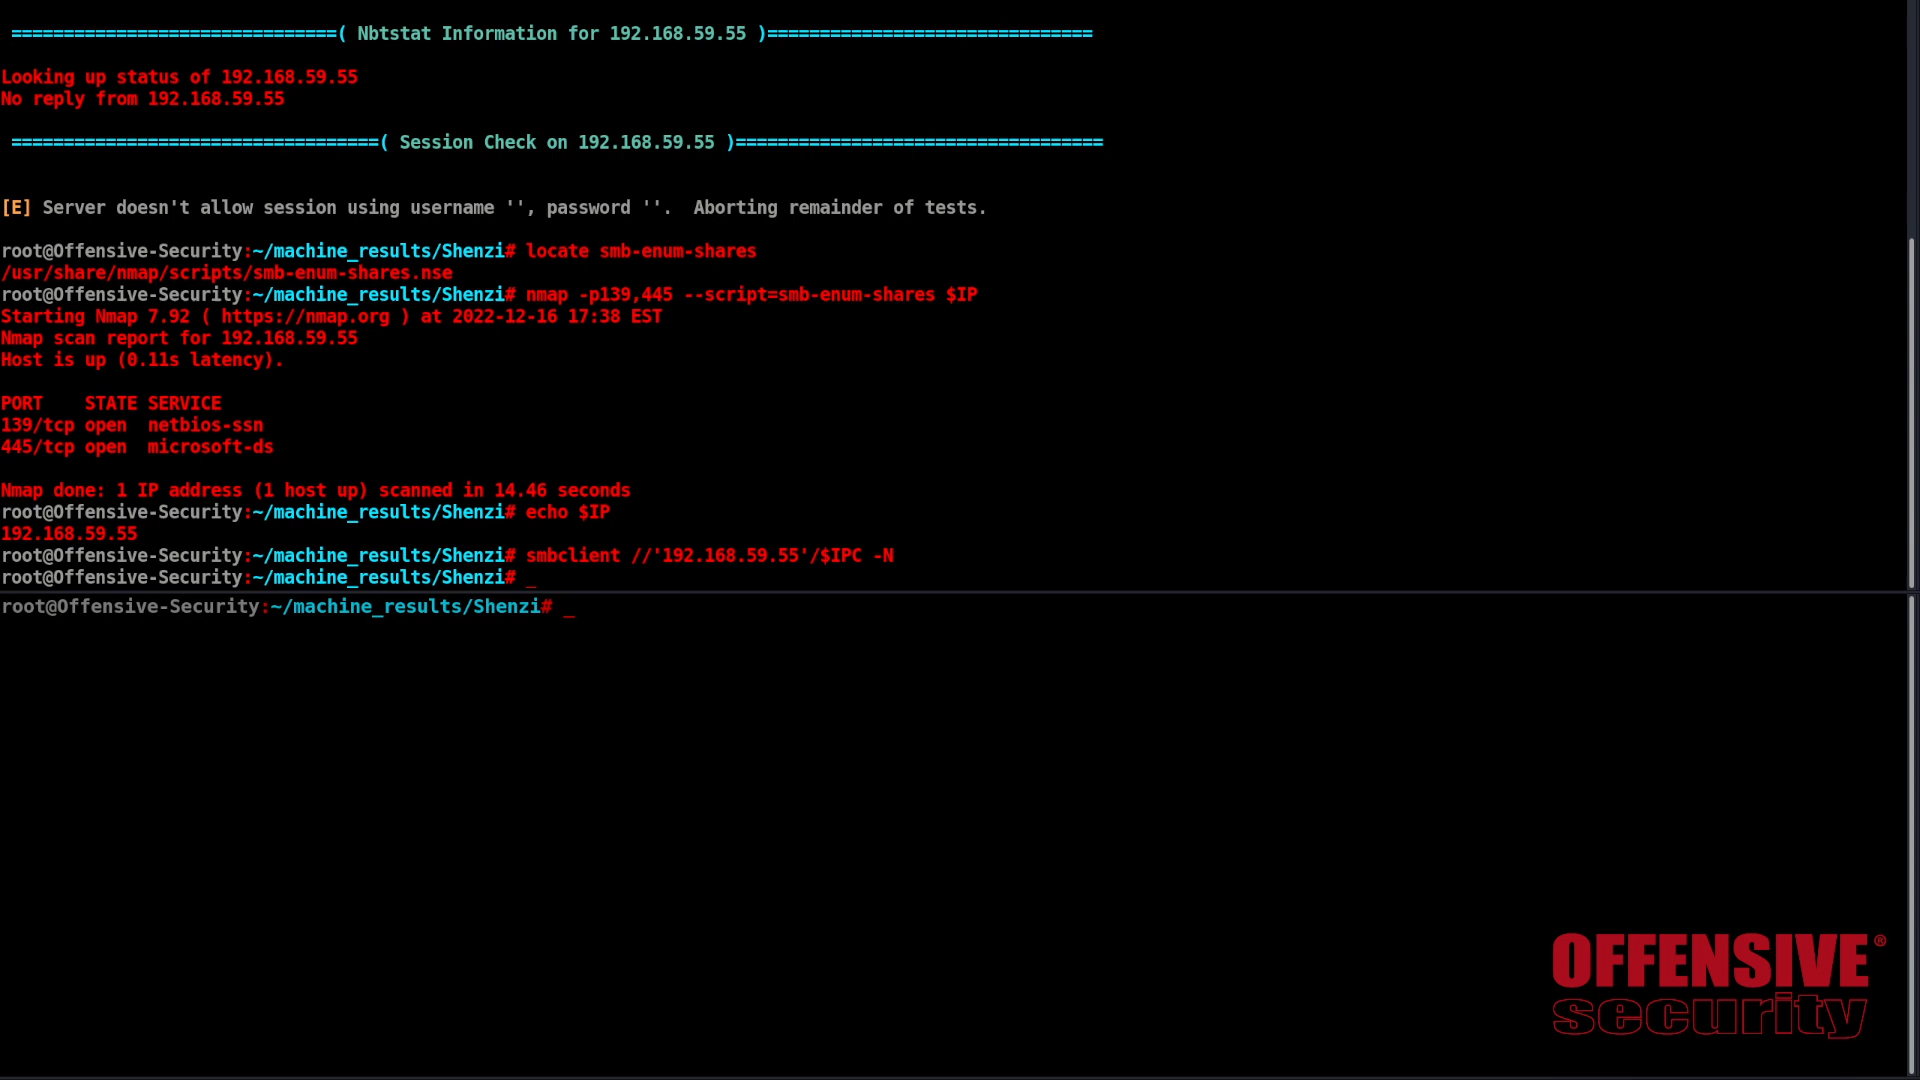 ===============================( Nbtstat Information for 192.168.59.55 )===============================
Looking up status of 192.168.59.55
No reply from 192.168.59.55
===================================( Session Check on 192.168.59.55 )===================================
[E] Server doesn't allow session using username '', password ''.  Aborting remainder of tests.
root@Offensive-Security:~/machine_results/Shenzi# locate smb-enum-shares
/usr/share/nmap/scripts/smb-enum-shares.nse
root@Offensive-Security:~/machine_results/Shenzi# nmap -p139,445 --script=smb-enum-shares $IP
Starting Nmap 7.92 ( https://nmap.org ) at 2022-12-16 17:38 EST
Nmap scan report for 192.168.59.55
Host is up (0.11s latency).
PORT    STATE SERVICE
139/tcp open  netbios-ssn
445/tcp open  microsoft-ds
Nmap done: 1 IP address (1 host up) scanned in 14.46 seconds
root@Offensive-Security:~/machine_results/Shenzi# echo $IP
192.168.59.55
root@Offensive-Security:~/machine_results/Shenzi# smbclient //'192.168.59.55'/$IPC -N
root@Offensive-Security:~/machine_results/Shenzi# _
root@Offensive-Security:~/machine_results/Shenzi# _
OFFENSIVE®
security